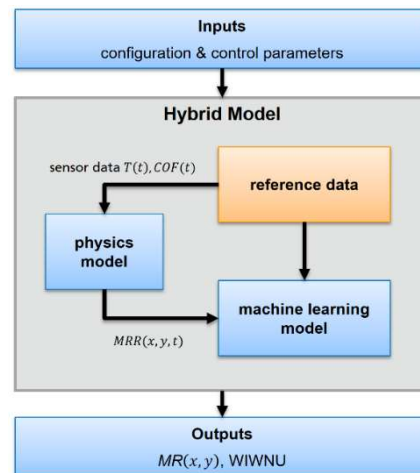 Inputs
configuration & control parameters
Hybrid Model
sensor data T(t), COF(t)
reference data
physics
model
machine learning
model
MRR(x, y, t)
Outputs
MR(x, y), WIWNU